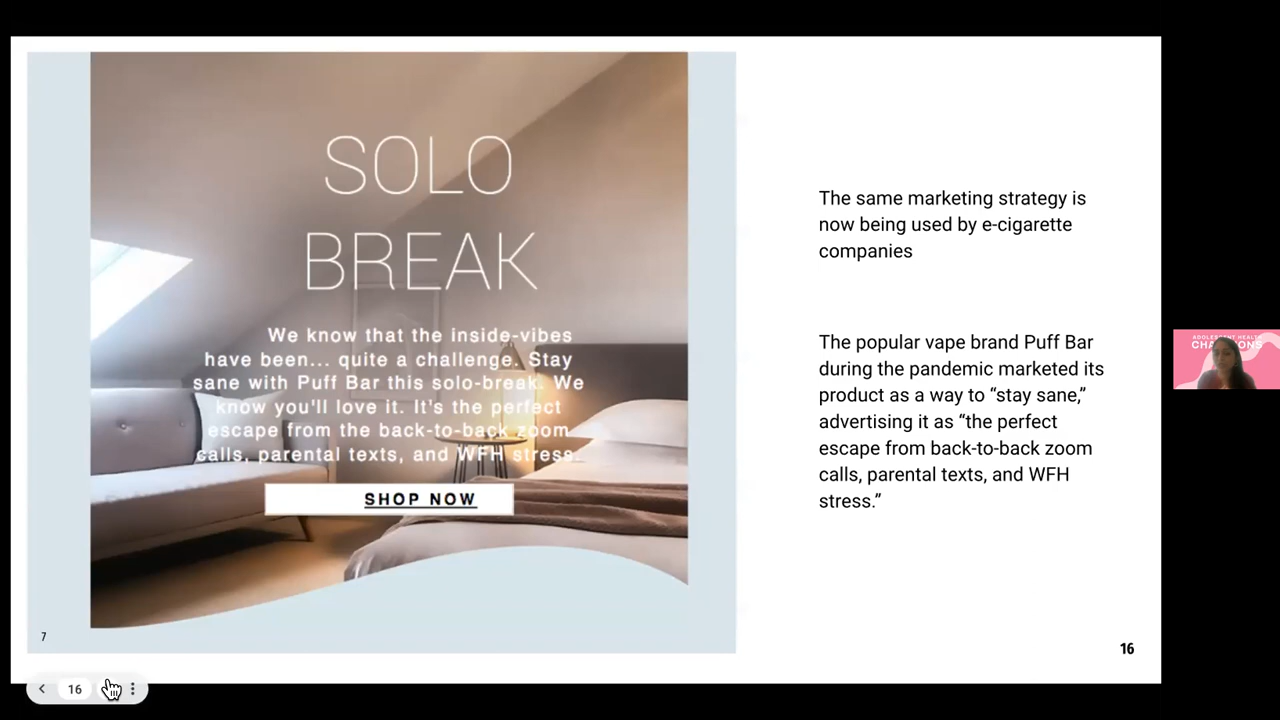 SOLO
BREAK
We know that the inside-vibes
have been... quite a challenge. Stay
sane with Puff Bar this solo-break. We
know you'll love it. It's the perfect
escape from the back-to-back zoom
calls, parental texts, and WFH stress.
SHOP NOW
7
The same marketing strategy is
now being used by e-cigarette
companies
The popular vape brand Puff Bar
during the pandemic marketed its
product as a way to “stay sane,”
advertising it as “the perfect
escape from back-to-back zoom
calls, parental texts, and WFH
stress.”
16
16